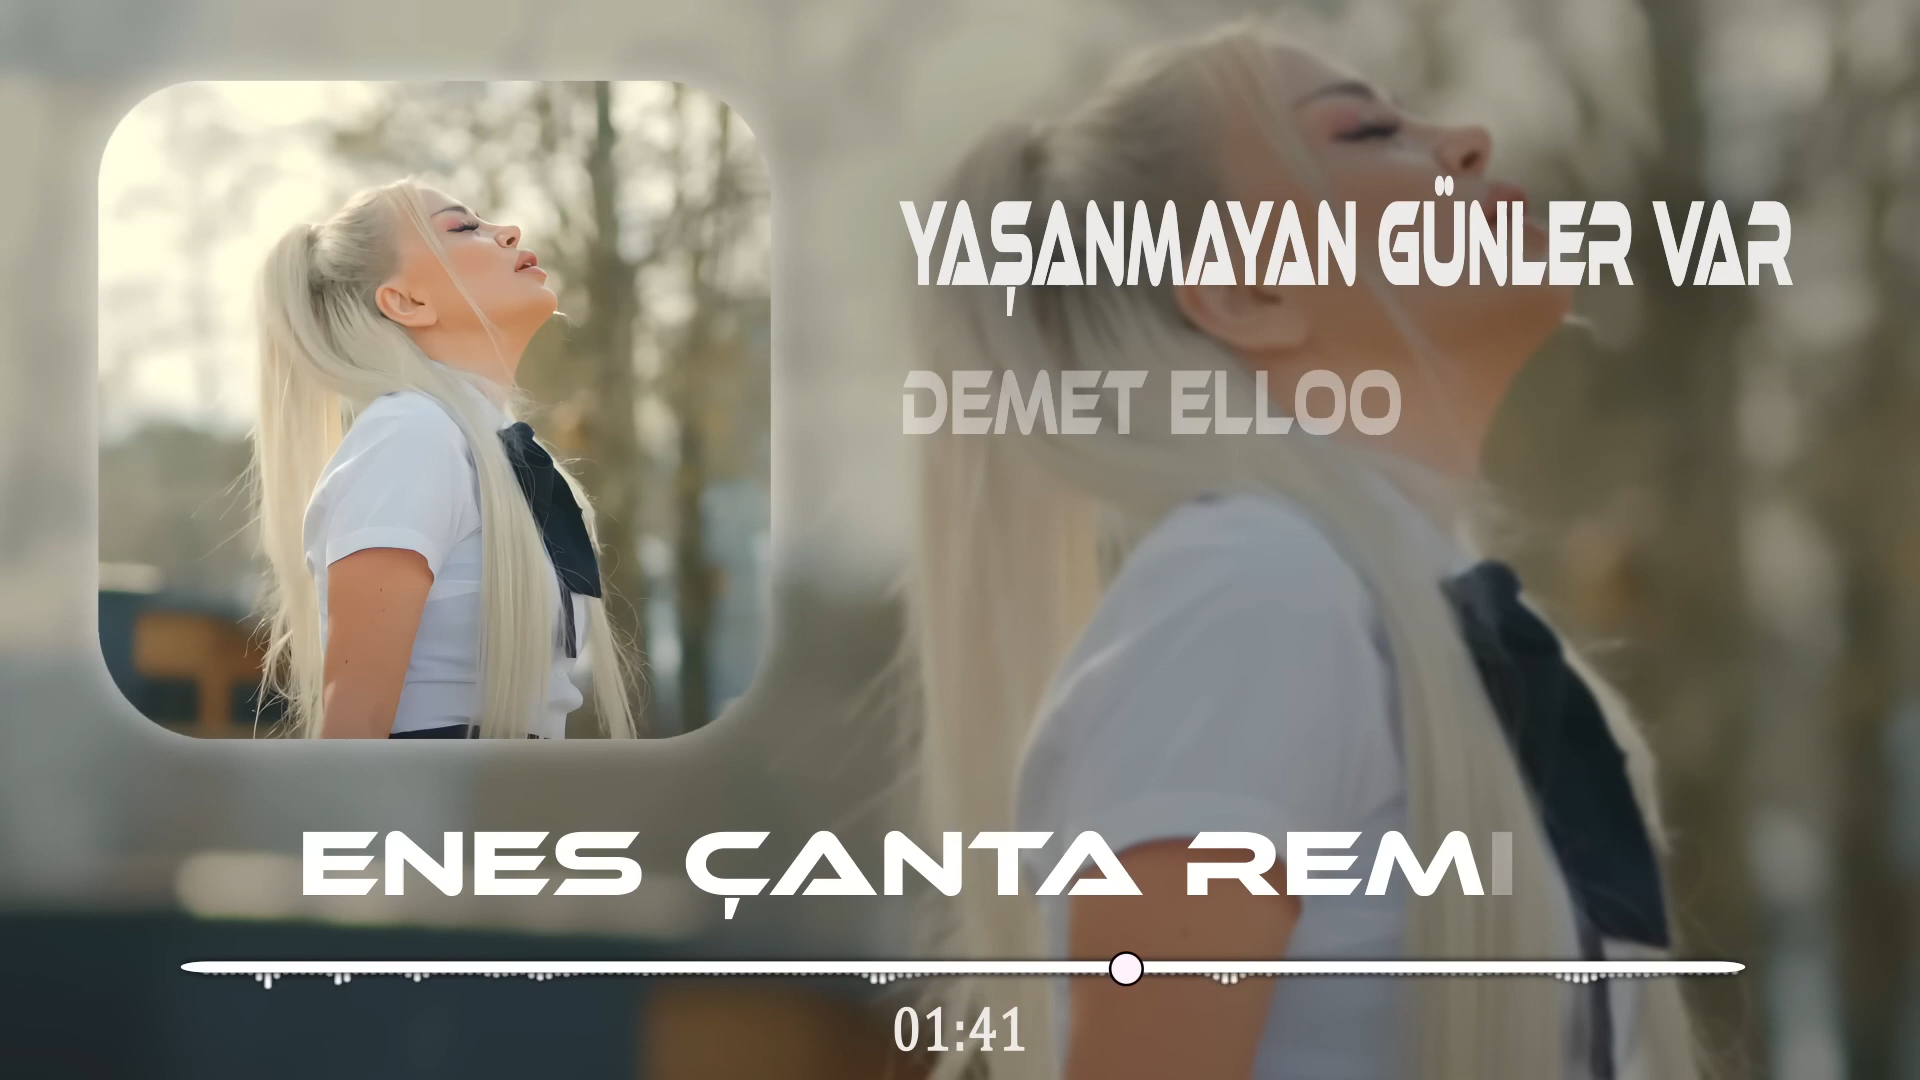 YAŞANMAYAN GÜNLER VAR
DEMET ELLOO
ENES ÇANTA REMI
01:41